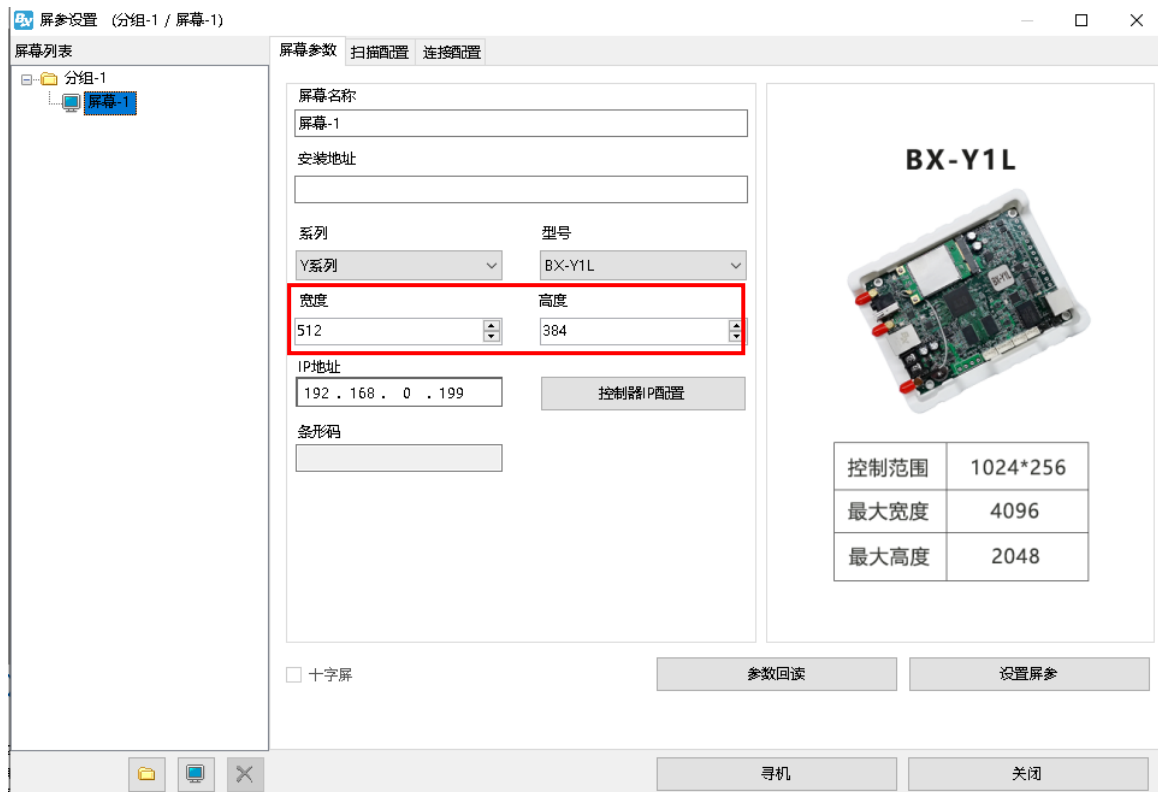 屏参设置 (分组-1 / 屏幕-1)
屏幕列表
分组-1
屏幕-1
屏幕参数 扫描配置 连接配置
屏幕名称
屏幕-1
安装地址
系列 型号
Y系列 BX-Y1L
宽度 高度
512 384
IP地址
192 . 168 . 0 . 199 控制器IP配置
条形码
BX-Y1L
BX-Y1L
控制范围 1024*256
最大宽度 4096
最大高度 2048
十字屏 参数回读 设置屏参
寻机 关闭